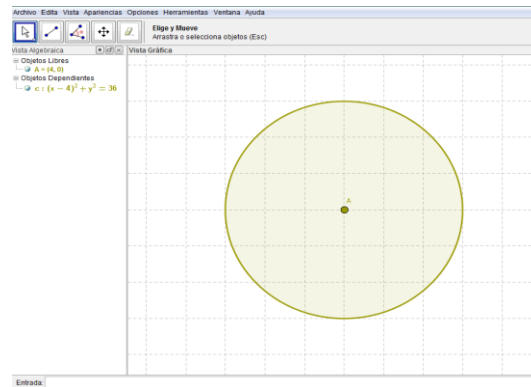 Archivo Edita Vista Apariencias Opciones Herramientas Ventana Ayuda
Elige y Mueve
Arrastra o selecciona objetos (Esc)
Vista Algebraica
Vista Gráfica
Objetos Libres
A = (4, 0)
Objetos Dependientes
c : (x − 4)² + y² = 36
A
Entrada: